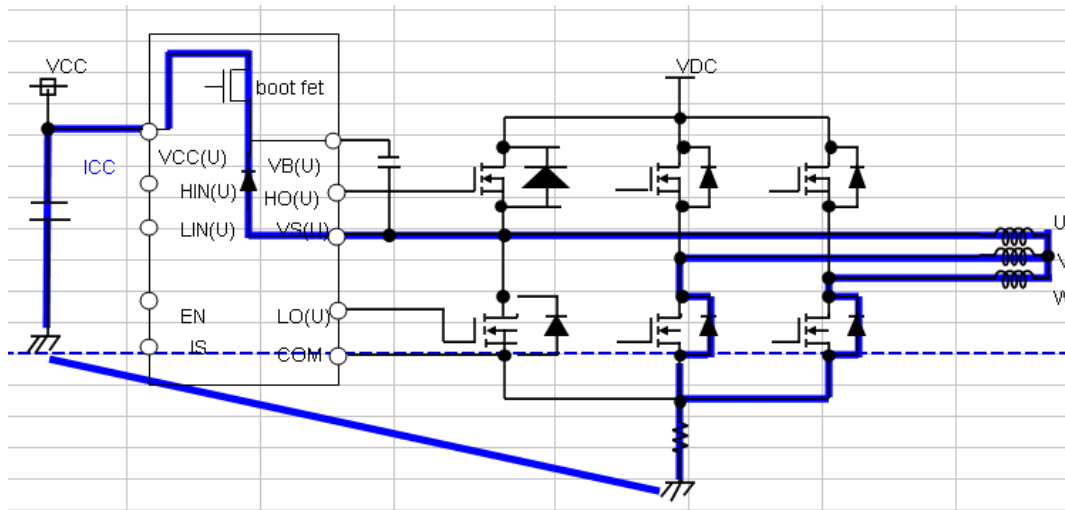 VCC
VDC
boot fet
ICC
VCC(U)
VB(U)
HIN(U)
HO(U)
LIN(U)
VS(U)
U
V
W
EN
LO(U)
IS
COM